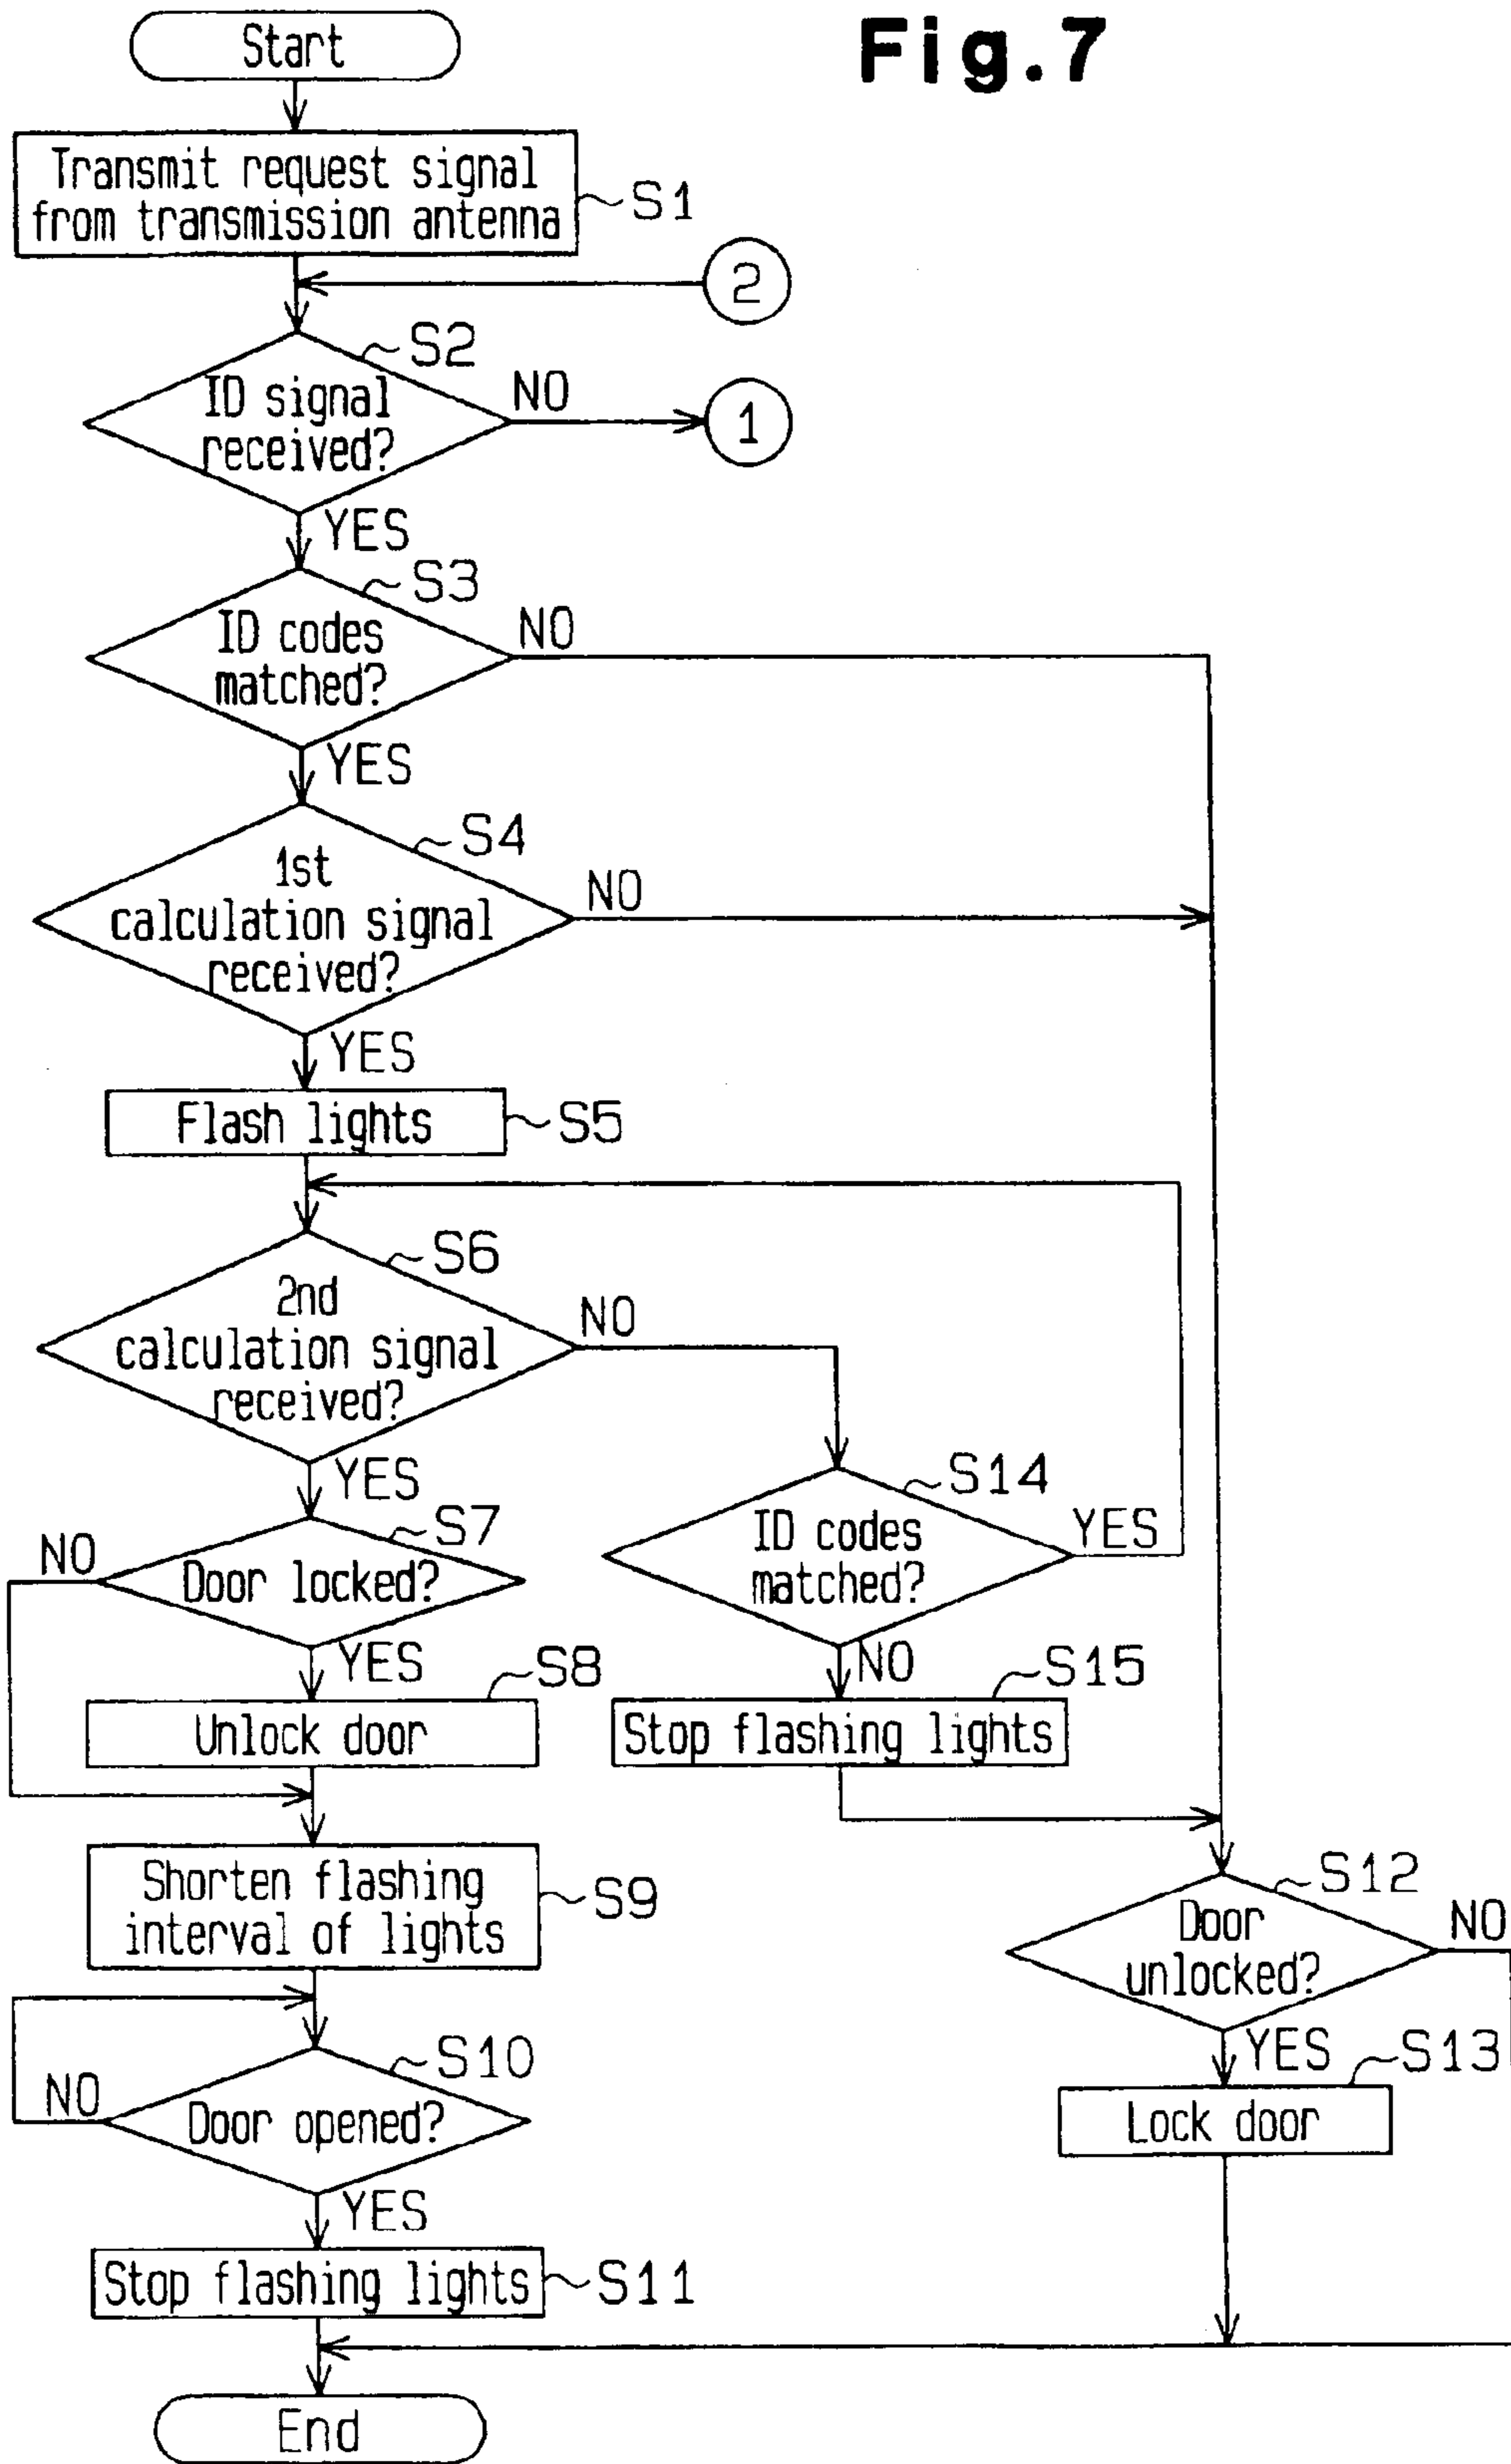 Fig.7
Start
Transmit request signal
from transmission antenna
S1
2
S2
ID signal
received?
NO
1
YES
S3
ID codes
matched?
NO
YES
S4
1st
calculation signal
received?
NO
YES
Flash lights
S5
S6
2nd
calculation signal
received?
NO
YES
S14
ID codes
matched?
YES
S7
NO
Door locked?
YES
NO
S8
S15
Unlock door
Stop flashing lights
Shorten flashing
interval of lights
S9
S12
Door
unlocked?
NO
YES
S10
NO
Door opened?
S13
Lock door
YES
Stop flashing lights
S11
End